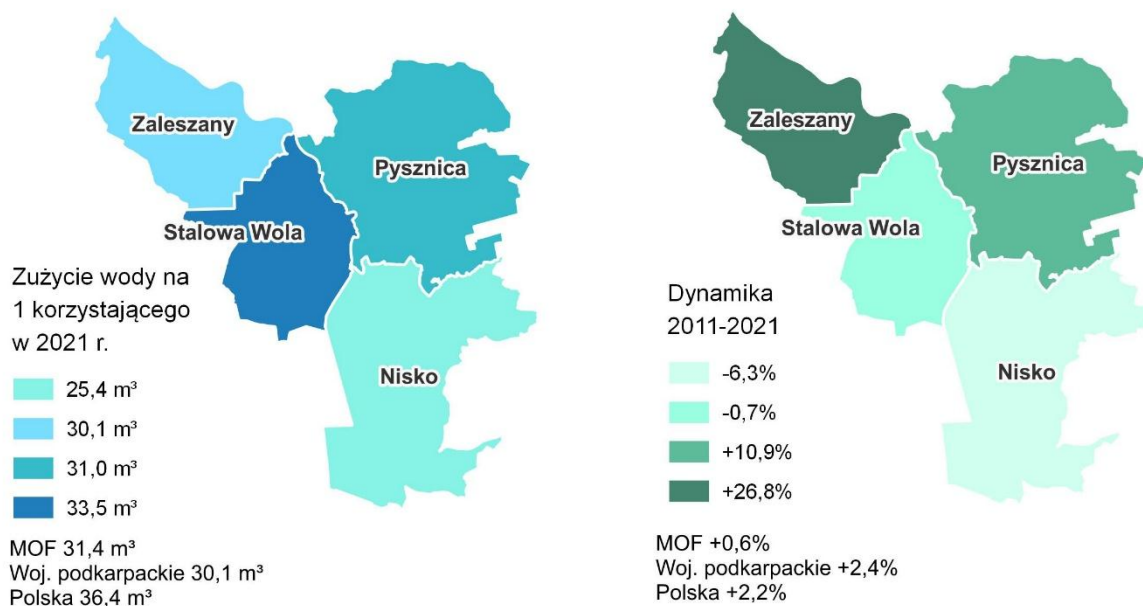 Zaleszany
Pysznica
Stalowa Wola
Nisko
Zużycie wody na
1 korzystającego
w 2021 r.
25,4 m³
30,1 m³
31,0 m³
33,5 m³
MOF 31,4 m³
Woj. podkarpackie 30,1 m³
Polska 36,4 m³
Zaleszany
Pysznica
Stalowa Wola
Nisko
Dynamika
2011-2021
-6,3%
-0,7%
+10,9%
+26,8%
MOF +0,6%
Woj. podkarpackie +2,4%
Polska +2,2%